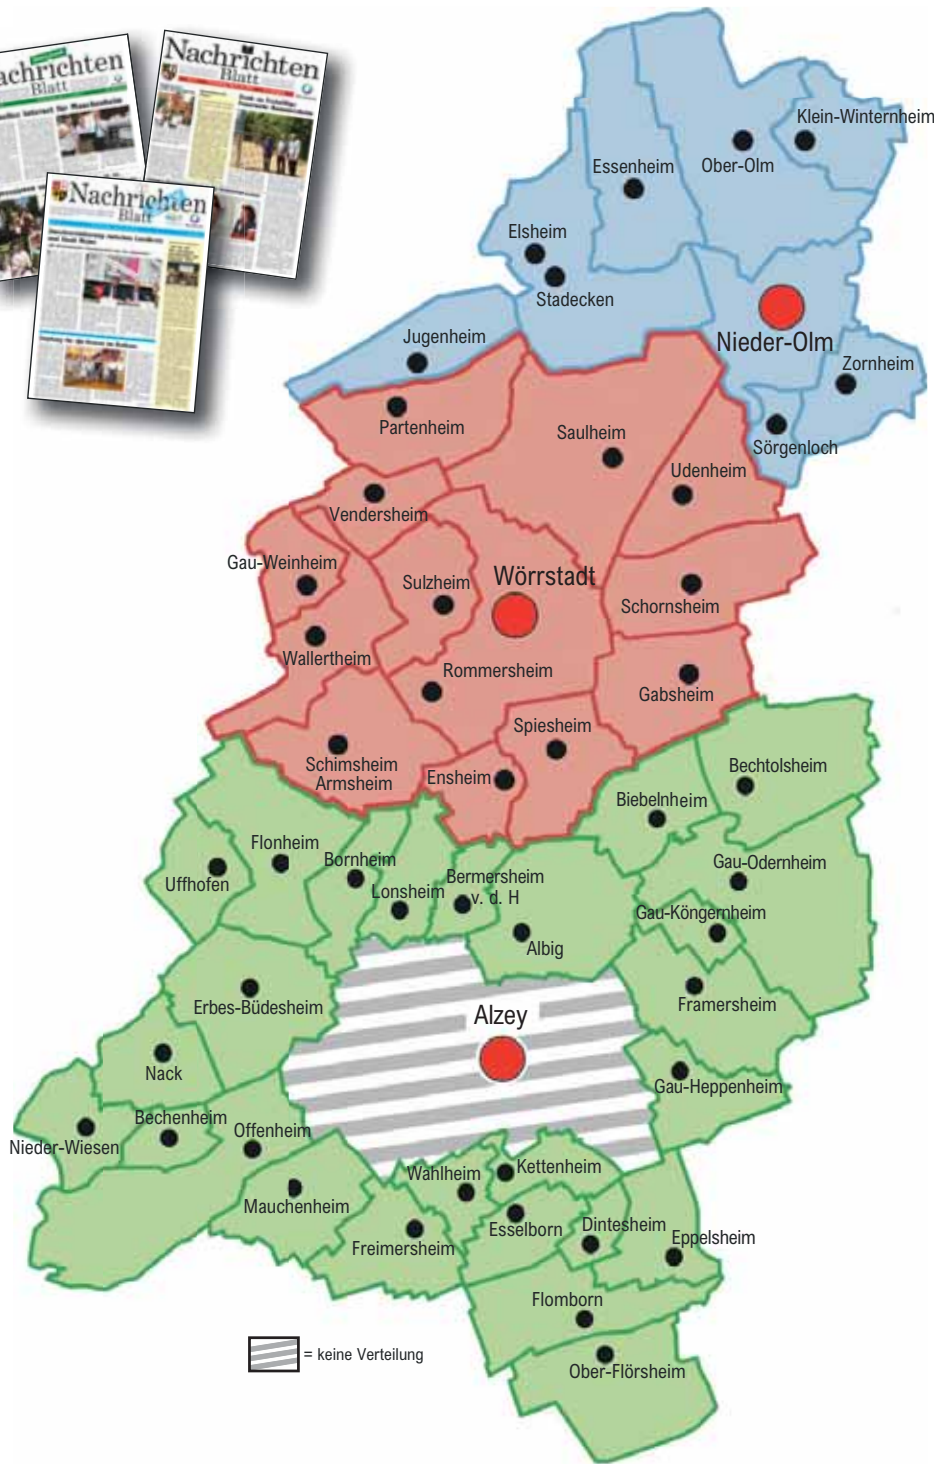 achrichten
Blatt
Nachrichten
Blatt
Nachrichten
Blatt
Klein-Winternheim
Ober-Olm
Essenheim
Elsheim
Stadecken
Nieder-Olm
Jugenheim
Zornheim
Sörgenloch
Partenheim
Saulheim
Udenheim
Vendersheim
Gau-Weinheim
Sulzheim
Wörrstadt
Schornsheim
Wallertheim
Rommersheim
Gabsheim
Spiesheim
Schimsheim
Armsheim
Ensheim
Bechtolsheim
Biebelnheim
Flonheim
Uffhofen
Bornheim
Lonsheim
Bermersheim
v. d. H
Gau-Odernheim
Gau-Köngernheim
Albig
Erbes-Büdesheim
Framersheim
Alzey
Nack
Gau-Heppenheim
Bechenheim
Nieder-Wiesen
Offenheim
Kettenheim
Wahlheim
Mauchenheim
Esselborn
Dintesheim
Eppelsheim
Freimersheim
Flomborn
Ober-Flörsheim
= keine Verteilung